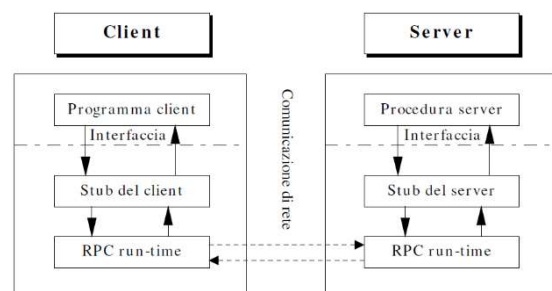 Client
Server
Programma client
Interfaccia
Stub del client
RPC run-time
Comunicazione di rete
Procedura server
Interfaccia
Stub del server
RPC run-time